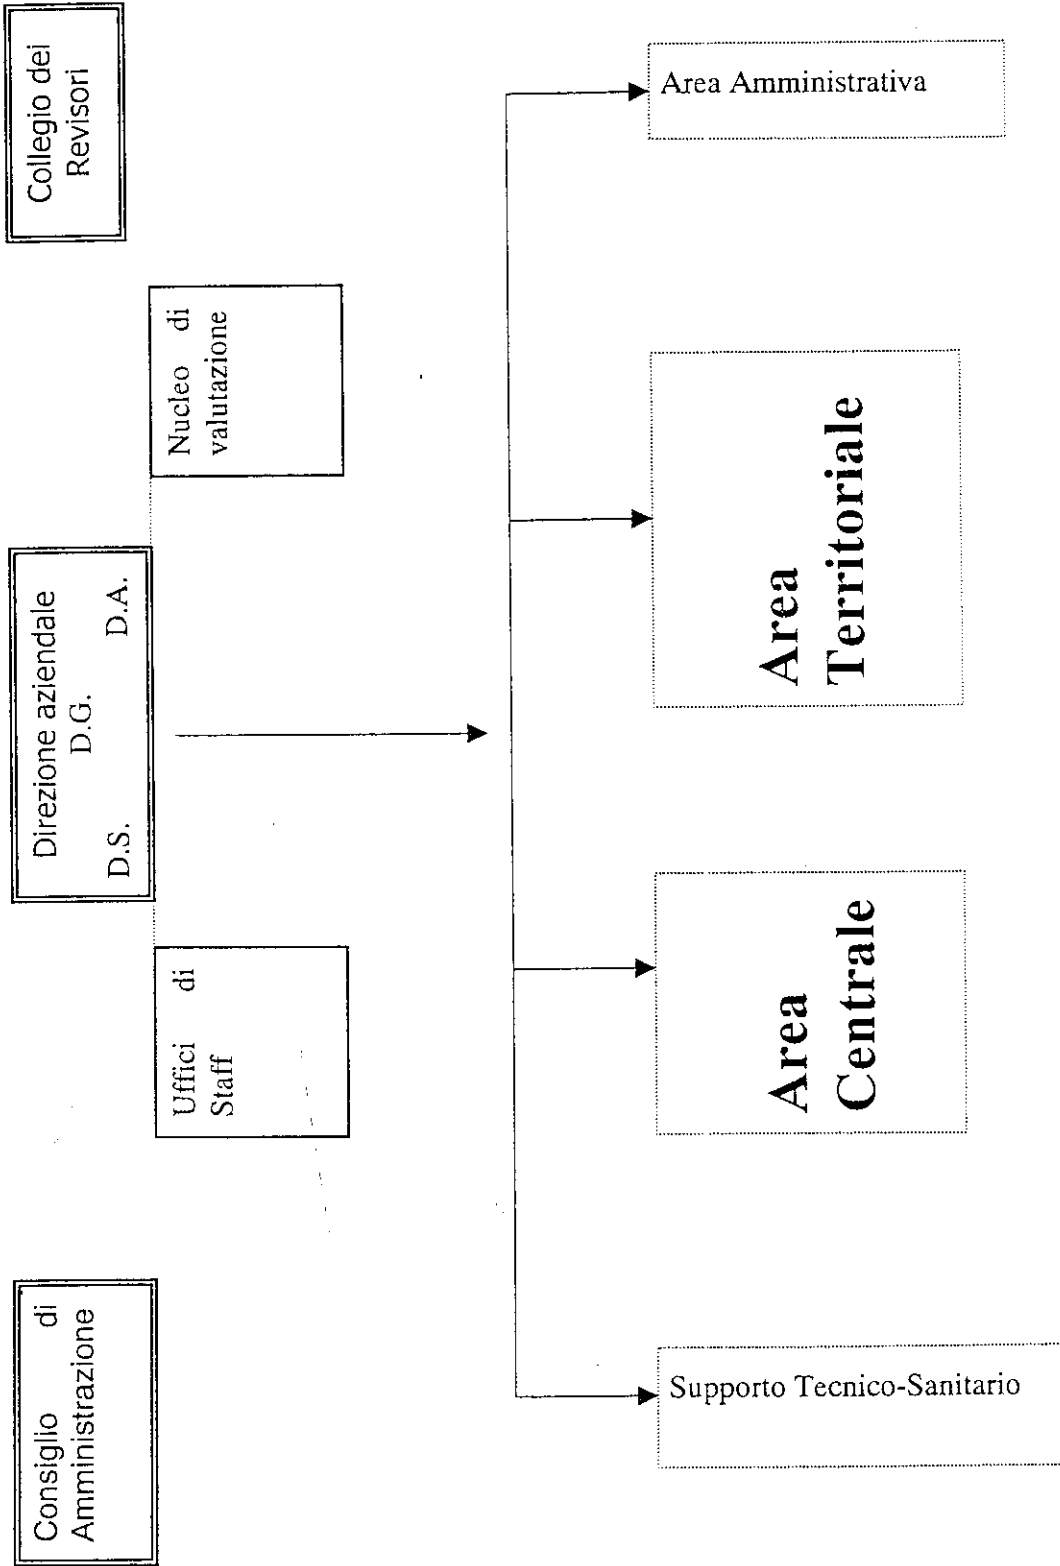 Consiglio di
Amministrazione
Direzione aziendale
D.G.
D.S. D.A.
Collegio dei
Revisori
Uffici di
Staff
Nucleo di
valutazione
Supporto Tecnico-Sanitario
Area
Centrale
Area
Territoriale
Area Amministrativa